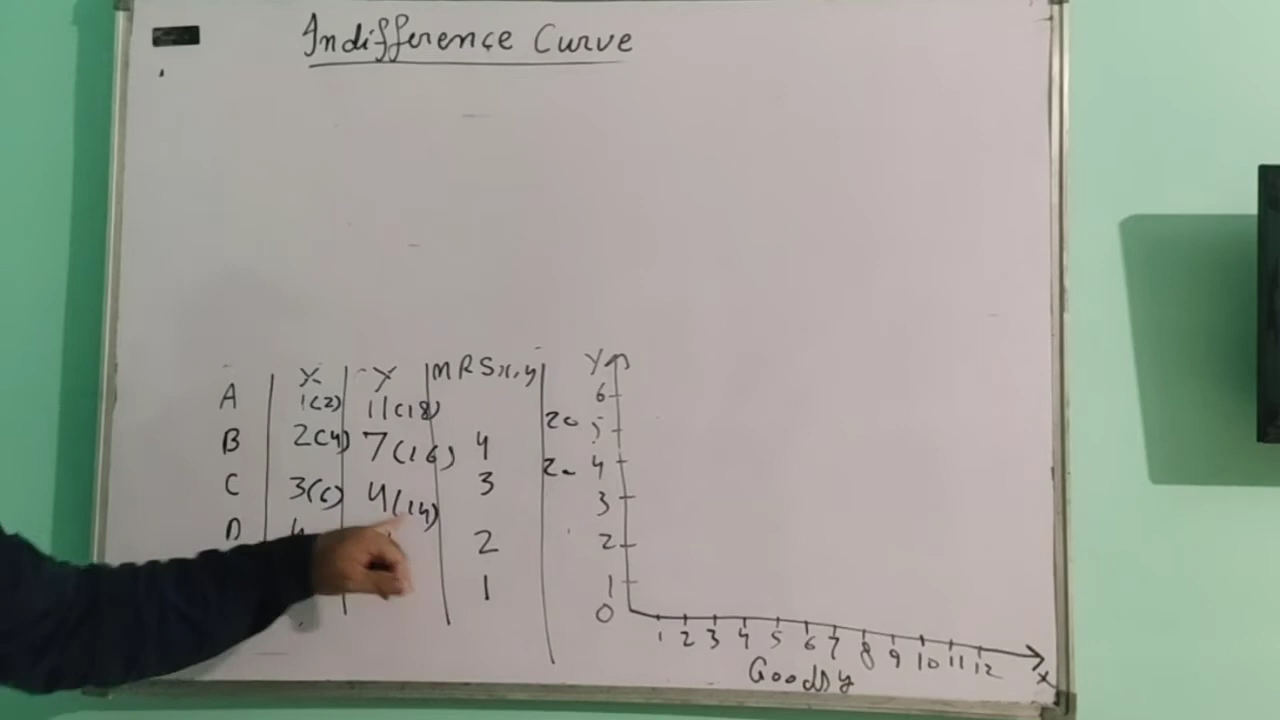 Indifference Curve
X Y MRSx,y
A 1(2) 11(18)
B 2(4) 7(16) 4
C 3(6) 4(14) 3
D 4 2
1
20
Y
6
5
4
3
2
1
0
1 2 3 4 5 6 7 8 9 10 11 12
X
Goods y